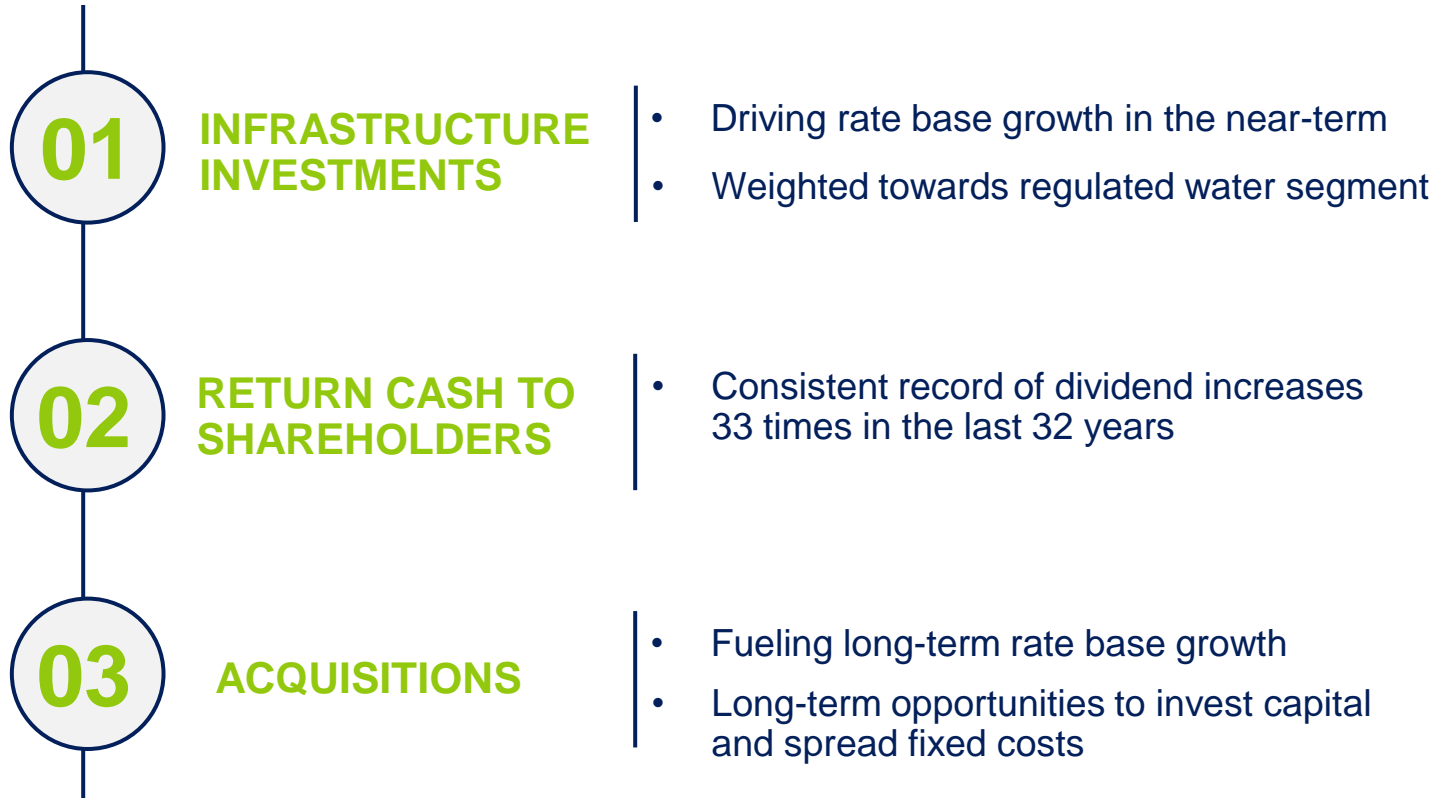 01
INFRASTRUCTURE
INVESTMENTS
• Driving rate base growth in the near-term
• Weighted towards regulated water segment
02
RETURN CASH TO
SHAREHOLDERS
• Consistent record of dividend increases
33 times in the last 32 years
03
ACQUISITIONS
• Fueling long-term rate base growth
• Long-term opportunities to invest capital
and spread fixed costs